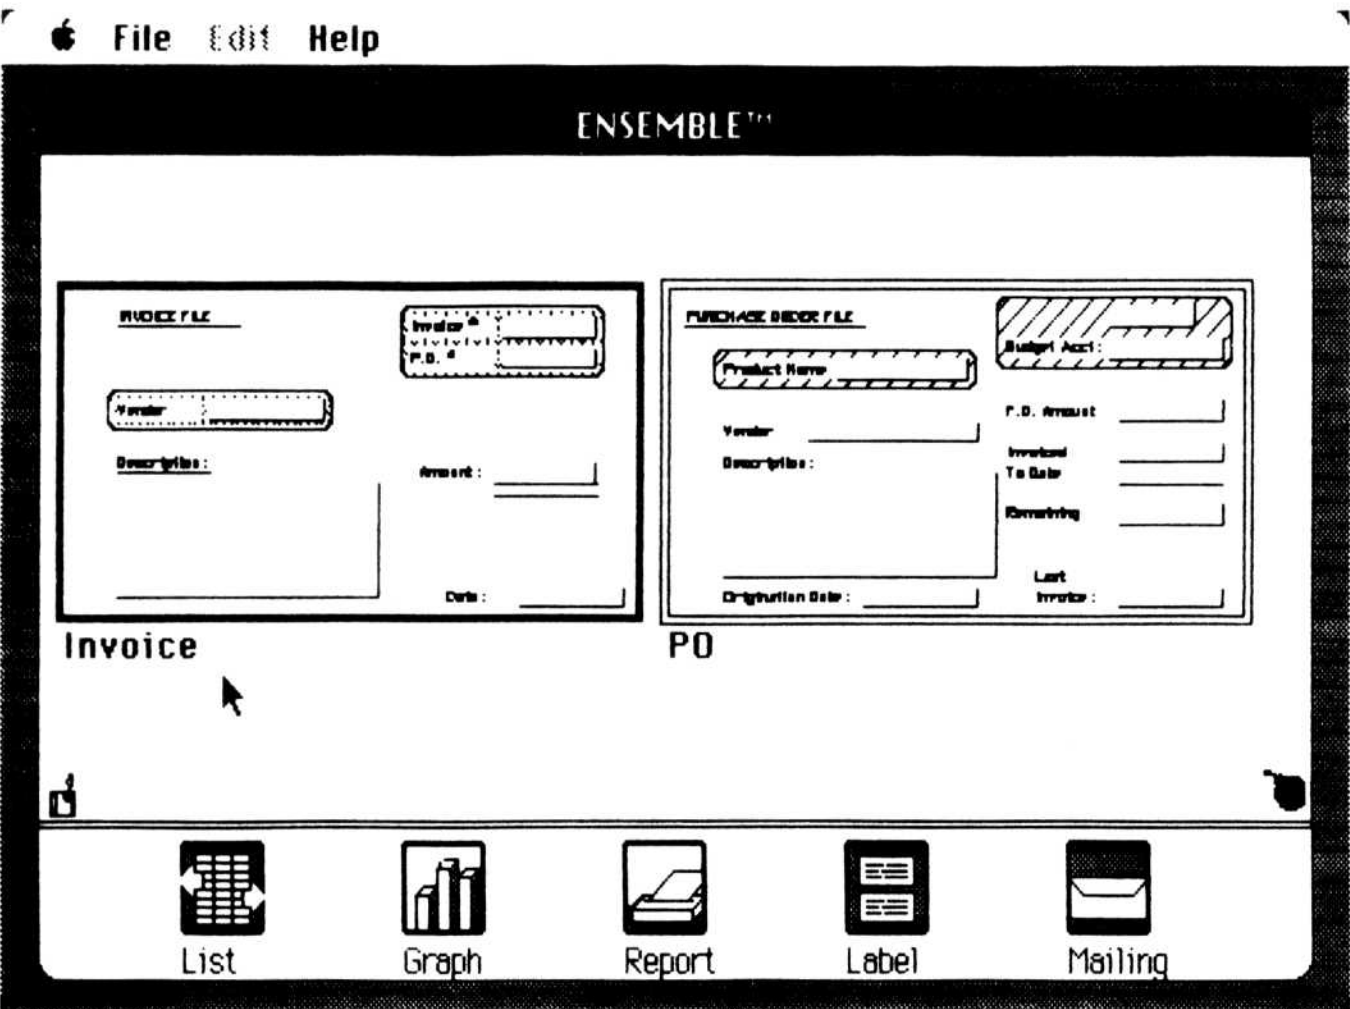 File Edit Help
ENSEMBLE™
INVOICE FILE
Invoice #
P.O. #
Vendor
Description:
Amount:
Date:
Invoice
PURCHASE ORDER FILE
Budget Acct:
Product Name
P.O. Amount
Vendor
Invoiced
To Date
Description:
Remaining
Last
Origination Date:
Invoice:
PO
List Graph Report Label Mailing